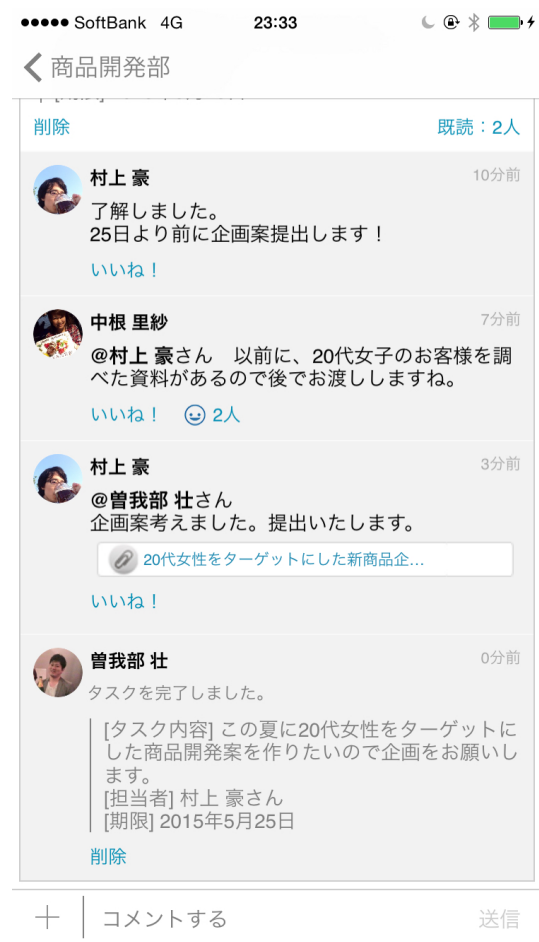 SoftBank 4G 23:33
商品開発部
削除 既読：2人
村上 豪 10分前
了解しました。
25日より前に企画案提出します！
いいね！
中根 里紗 7分前
@村上 豪さん　以前に、20代女子のお客様を調
べた資料があるので後でお渡ししますね。
いいね！ 2人
村上 豪 3分前
@曽我部 壮さん
企画案考えました。提出いたします。
20代女性をターゲットにした新商品企…
いいね！
曽我部 壮 0分前
タスクを完了しました。
[タスク内容] この夏に20代女性をターゲットに
した商品開発案を作りたいので企画をお願いし
ます。
[担当者] 村上 豪さん
[期限] 2015年5月25日
削除
コメントする 送信